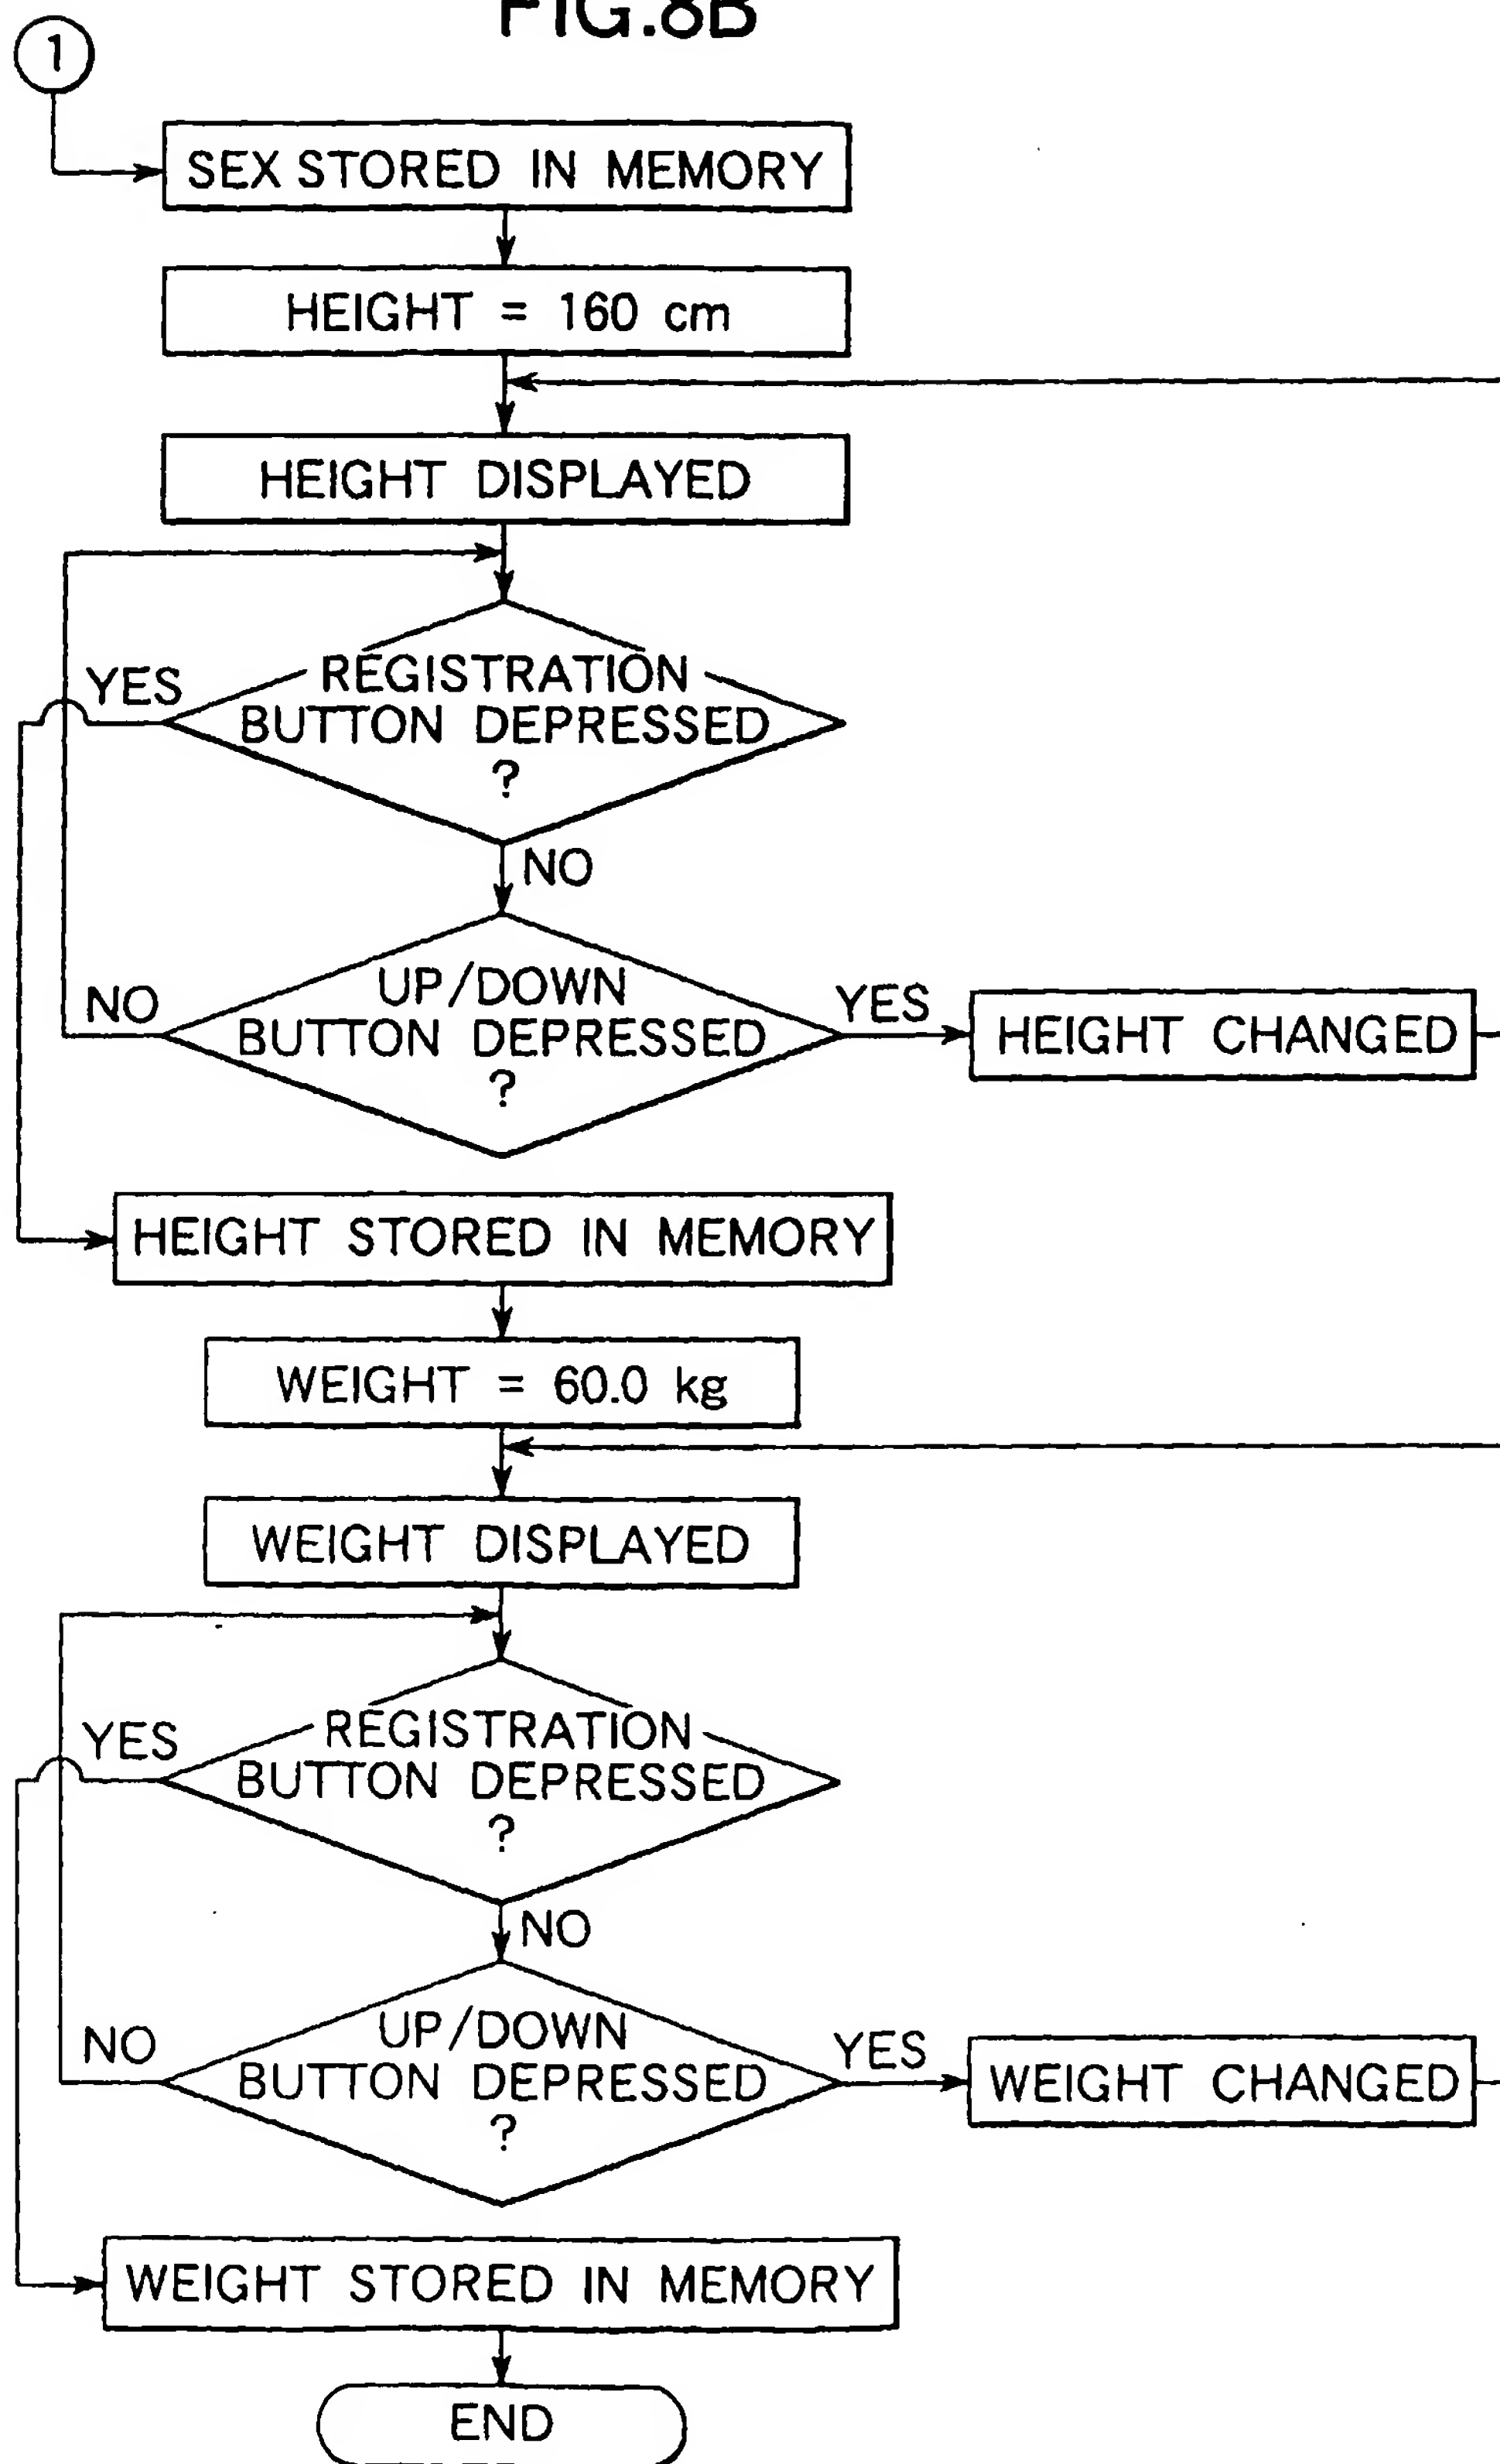 FIG.8B
1
SEX STORED IN MEMORY
HEIGHT = 160 cm
HEIGHT DISPLAYED
YES
REGISTRATION
BUTTON DEPRESSED
?
NO
UP/DOWN
BUTTON DEPRESSED
?
NO
YES
HEIGHT CHANGED
HEIGHT STORED IN MEMORY
WEIGHT = 60.0 kg
WEIGHT DISPLAYED
YES
REGISTRATION
BUTTON DEPRESSED
?
NO
UP/DOWN
BUTTON DEPRESSED
?
NO
YES
WEIGHT CHANGED
WEIGHT STORED IN MEMORY
END